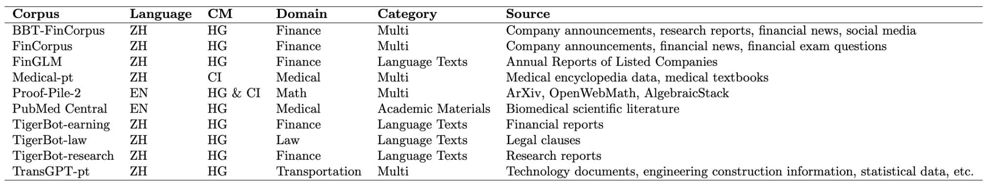 Corpus Language CM Domain Category Source
BBT-FinCorpus ZH HG Finance Multi Company announcements, research reports, financial news, social media
FinCorpus ZH HG Finance Multi Company announcements, financial news, financial exam questions
FinGLM ZH HG Finance Language Texts Annual Reports of Listed Companies
Medical-pt ZH CI Medical Multi Medical encyclopedia data, medical textbooks
Proof-Pile-2 EN HG & CI Math Multi ArXiv, OpenWebMath, AlgebraicStack
PubMed Central EN HG Medical Academic Materials Biomedical scientific literature
TigerBot-earning ZH HG Finance Language Texts Financial reports
TigerBot-law ZH HG Law Language Texts Legal clauses
TigerBot-research ZH HG Finance Language Texts Research reports
TransGPT-pt ZH HG Transportation Multi Technology documents, engineering construction information, statistical data, etc.